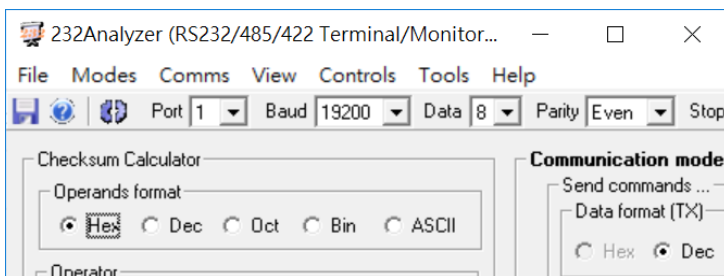 232Analyzer (RS232/485/422 Terminal/Monitor...
File Modes Comms View Controls Tools Help
Port 1 Baud 19200 Data 8 Parity Even Stop
Checksum Calculator
Communication mode
Operands format
Send commands ...
Data format (TX)
Hex Dec Oct Bin ASCII
Hex Dec
Operator